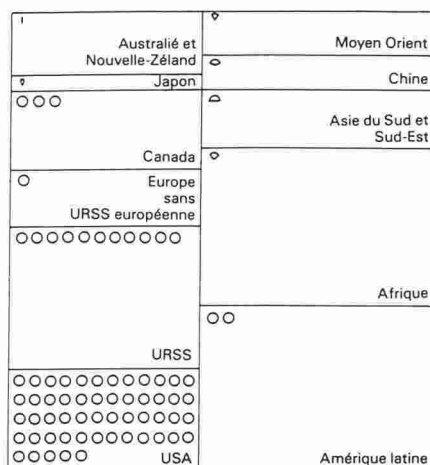 Australié et
Nouvelle-Zéland
Japon
Canada
Europe
sans
URSS européenne
URSS
USA
Moyen Orient
Chine
Asie du Sud et
Sud-Est
Afrique
Amérique latine